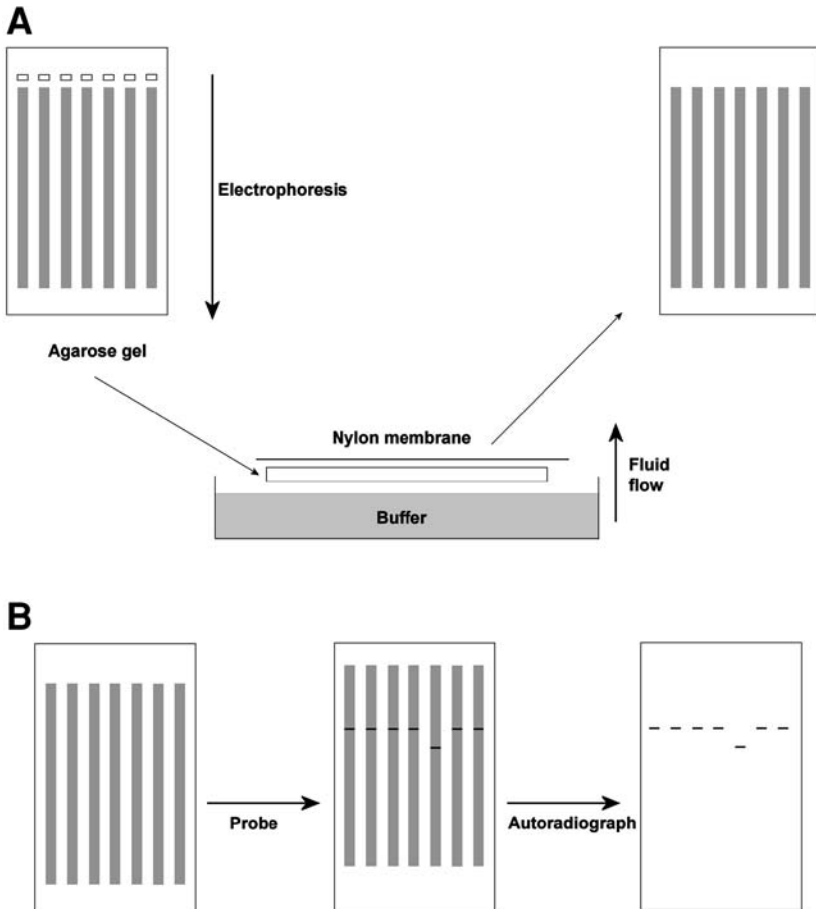 A
Electrophoresis
Agarose gel
Nylon membrane
Fluid
flow
Buffer
B
Probe
Autoradiograph